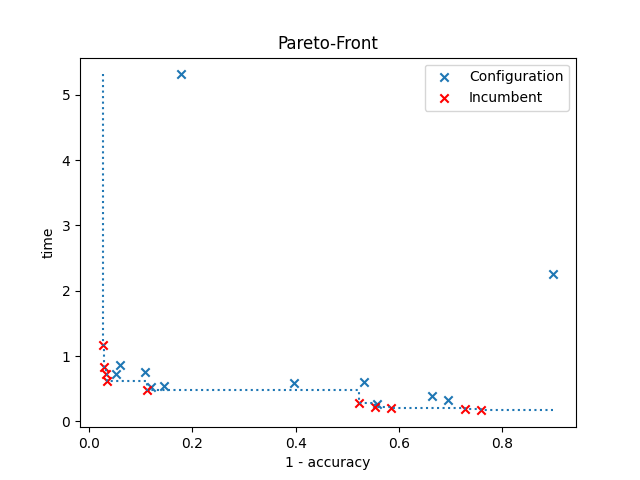 Pareto-Front
Configuration
Incumbent
time
5
4
3
2
1
0
0.0 0.2 0.4 0.6 0.8
1 - accuracy